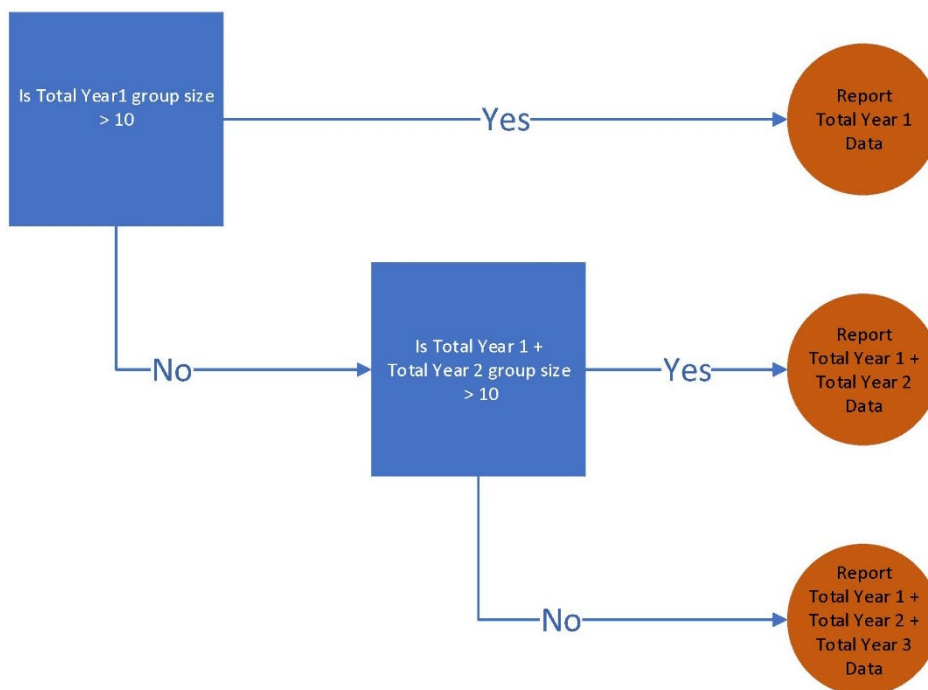 Is Total Year1 group size
> 10
Yes
Report
Total Year 1
Data
No
Is Total Year 1 +
Total Year 2 group size
> 10
Yes
Report
Total Year 1 +
Total Year 2
Data
No
Report
Total Year 1 +
Total Year 2 +
Total Year 3
Data